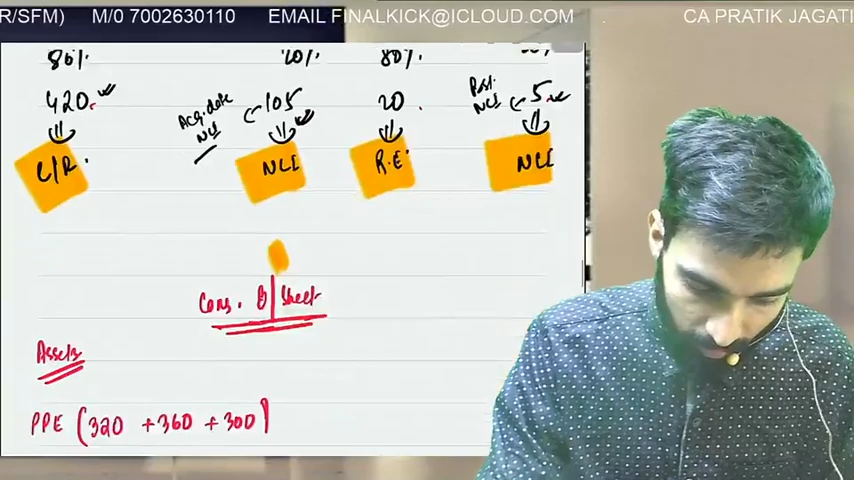 R/SFM) M/0 7002630110 EMAIL FINALKICK@ICLOUD.COM CA PRATIK JAGATI
80% 20% 80%
420 Acq. date NCI 105 20 Post. NCI 5
C/R NCI R.E NCI
Cons. B/Sheet
Assets
PPE (320 +360 +300)